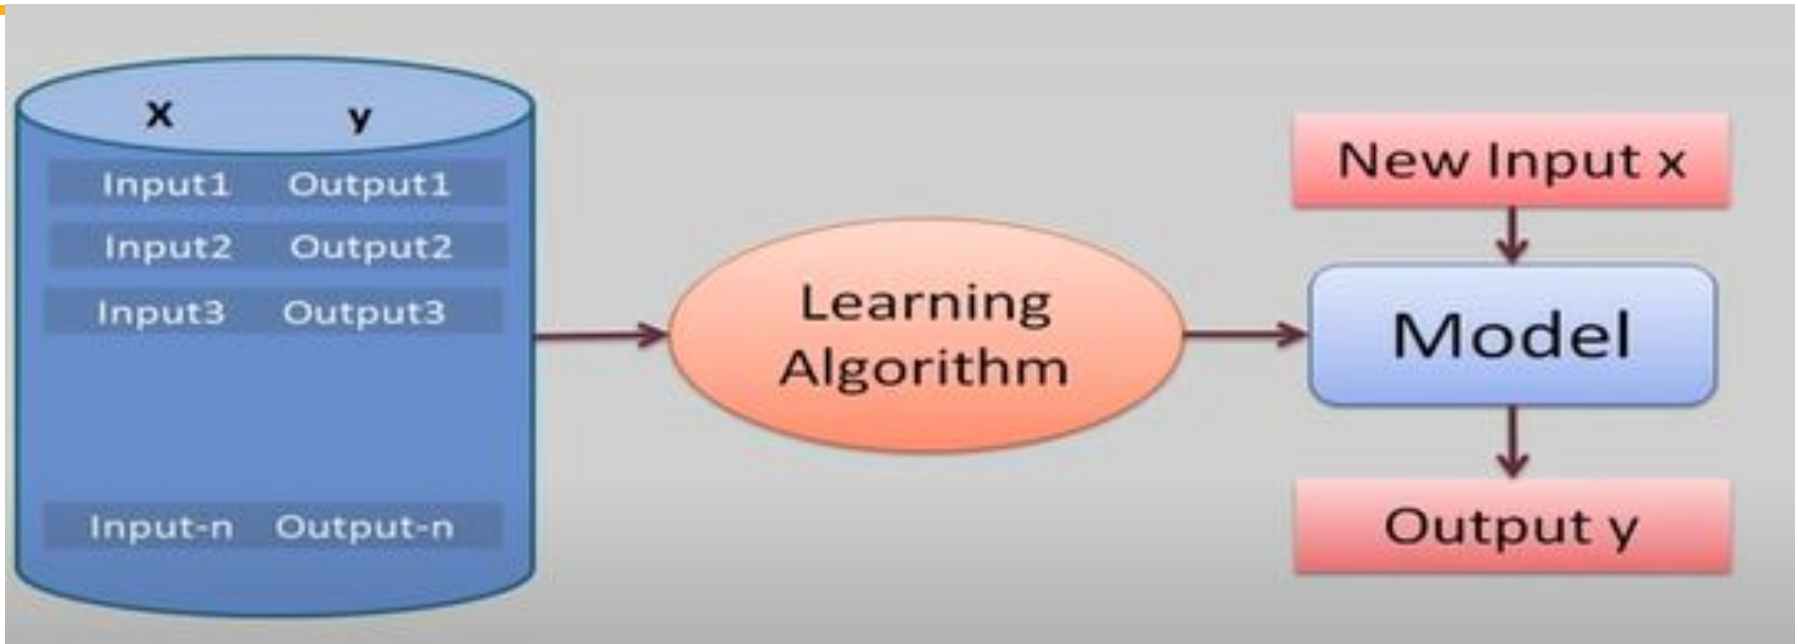 X y
Input1 Output1
Input2 Output2
Input3 Output3
Input-n Output-n
Learning
Algorithm
New Input x
Model
Output y